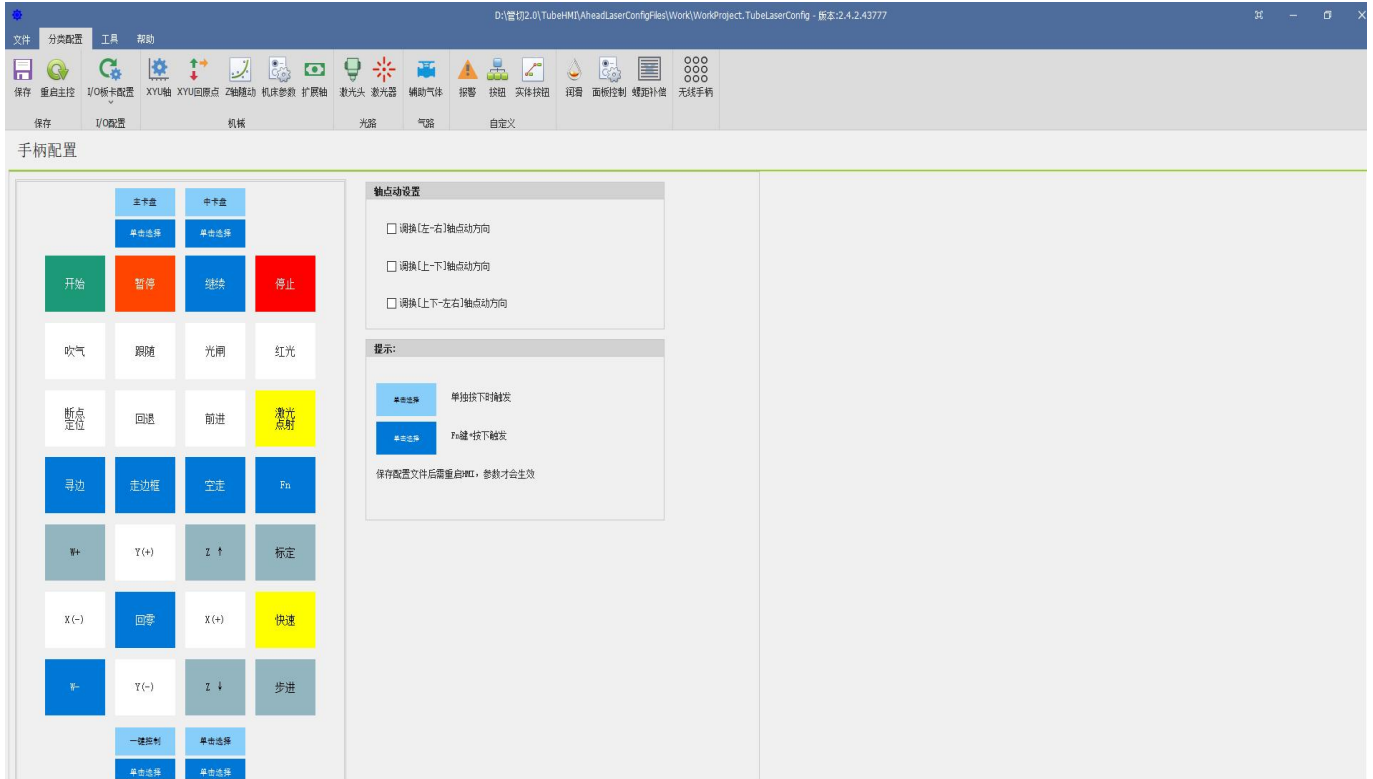 D:\管切2.0\TubeHMI\AheadLaserConfigFiles\Work\WorkProject.TubeLaserConfig - 版本:2.4.2.43777
文件 分类配置 工具 帮助
保存 重启主控 I/O板卡配置 XYU轴 XYU回原点 Z轴随动 机床参数 扩展轴 激光头 激光器 辅助气体 报警 按钮 实体按钮 润滑 面板控制 螺距补偿 无线手柄
保存 I/O配置 机械 光路 气路 自定义
手柄配置
主卡盘 中卡盘
单击选择 单击选择
开始 暂停 继续 停止
吹气 跟随 光闸 红光
断点定位 回退 前进 激光点射
寻边 走边框 空走 Fn
W+ Y(+) Z ↑ 标定
X(-) 回零 X(+) 快速
W- Y(-) Z ↓ 步进
一键控制 单击选择
单击选择 单击选择
轴点动设置
调换[左-右]轴点动方向
调换[上-下]轴点动方向
调换[上下-左右]轴点动方向
提示:
单击选择 单独按下时触发
单击选择 Fn键+按下触发
保存配置文件后需重启HMI，参数才会生效